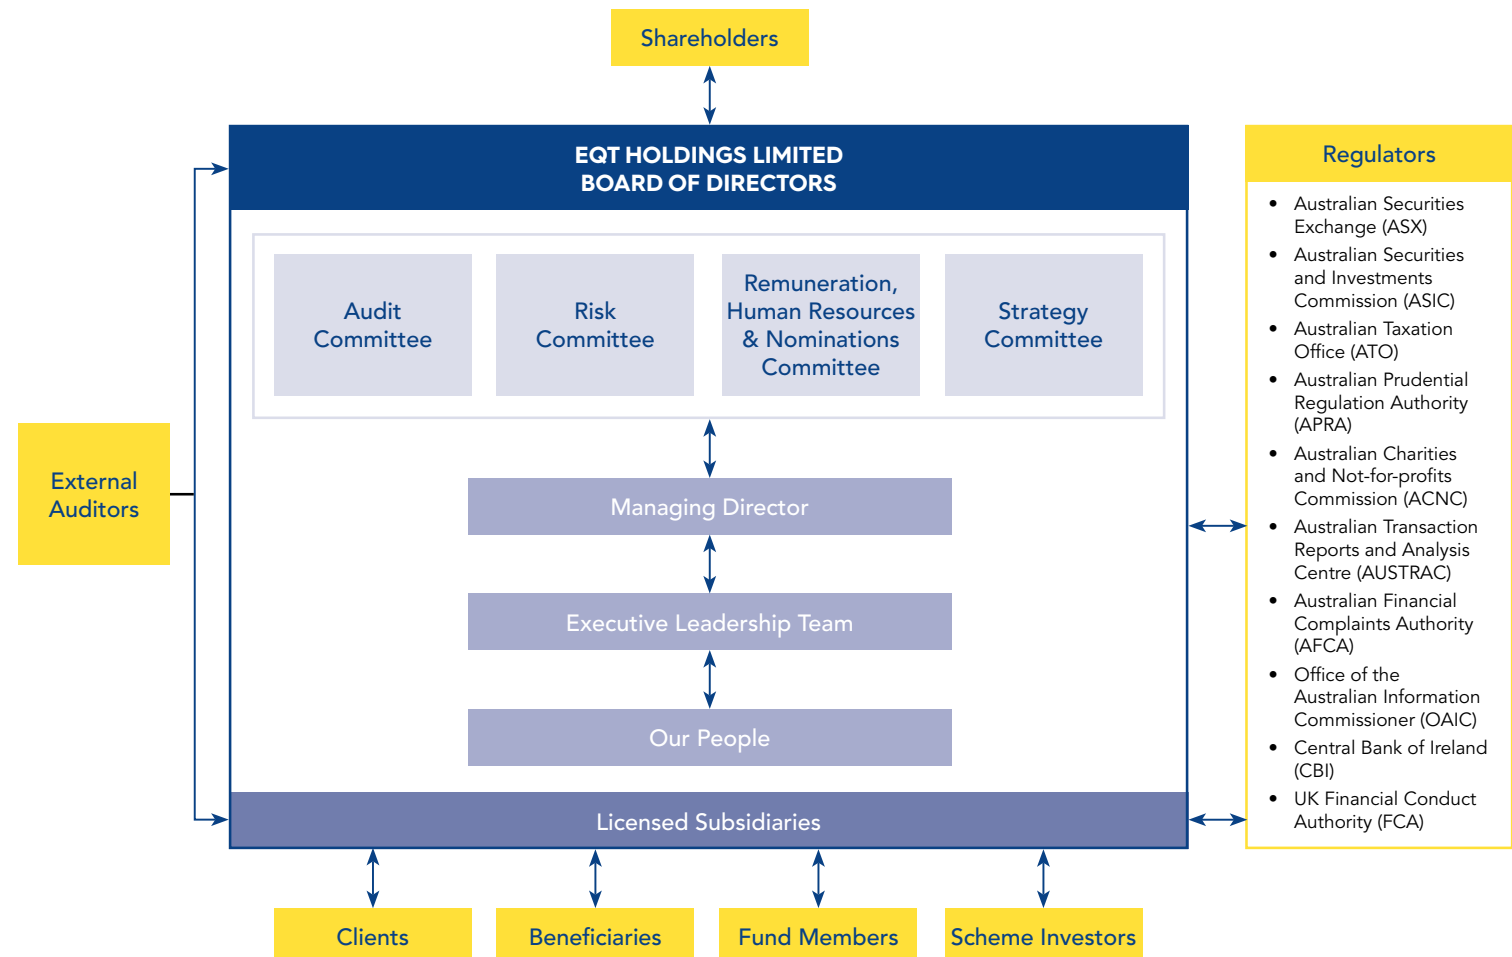 Shareholders
EQT HOLDINGS LIMITED
BOARD OF DIRECTORS
Audit
Committee
Risk
Committee
Remuneration,
Human Resources
& Nominations
Committee
Strategy
Committee
External
Auditors
Managing Director
Executive Leadership Team
Our People
Licensed Subsidiaries
Clients
Beneficiaries
Fund Members
Scheme Investors
Regulators
• Australian Securities
Exchange (ASX)
• Australian Securities
and Investments
Commission (ASIC)
• Australian Taxation
Office (ATO)
• Australian Prudential
Regulation Authority
(APRA)
• Australian Charities
and Not-for-profits
Commission (ACNC)
• Australian Transaction
Reports and Analysis
Centre (AUSTRAC)
• Australian Financial
Complaints Authority
(AFCA)
• Office of the
Australian Information
Commissioner (OAIC)
• Central Bank of Ireland
(CBI)
• UK Financial Conduct
Authority (FCA)